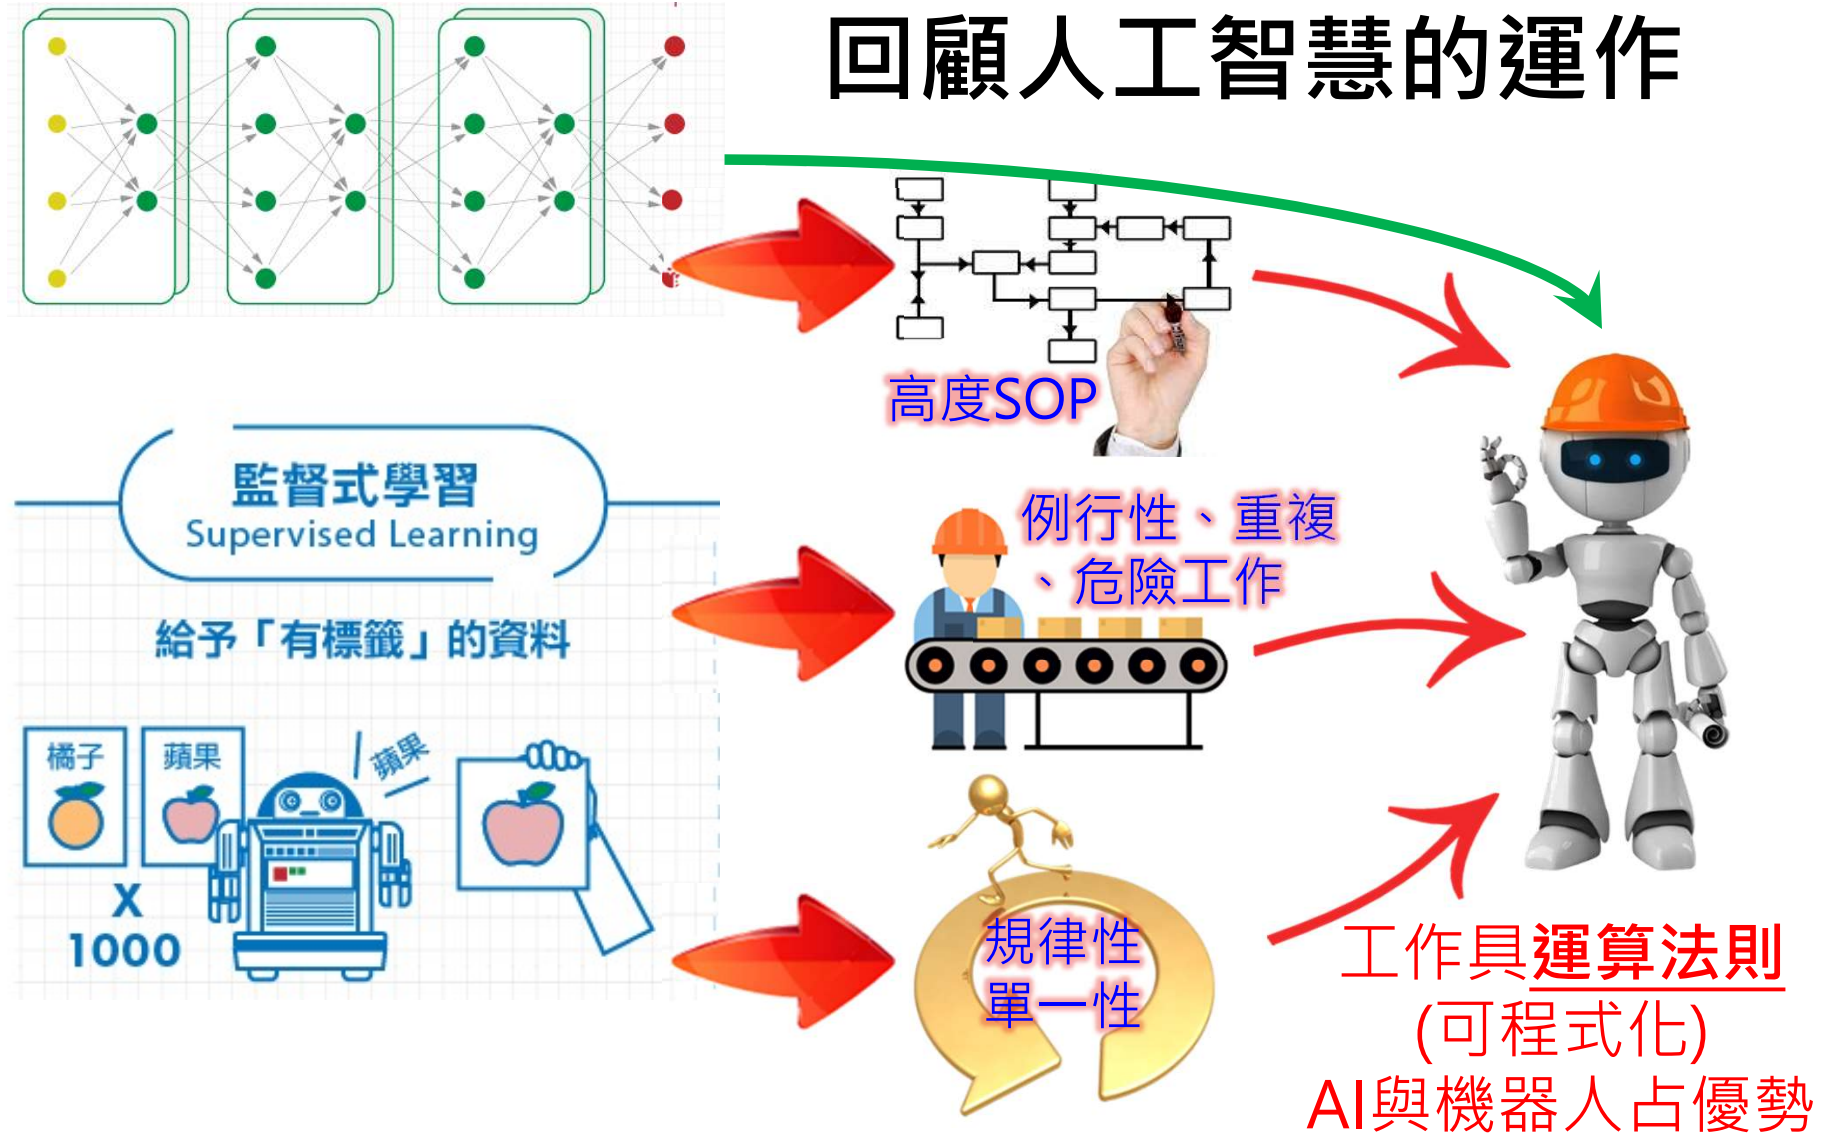 回顧人工智慧的運作
高度SOP
監督式學習
Supervised Learning
給予「有標籤」的資料
橘子
蘋果
蘋果
X
1000
例行性、重複
、危險工作
規律性
單一性
工作具運算法則
(可程式化)
AI與機器人占優勢